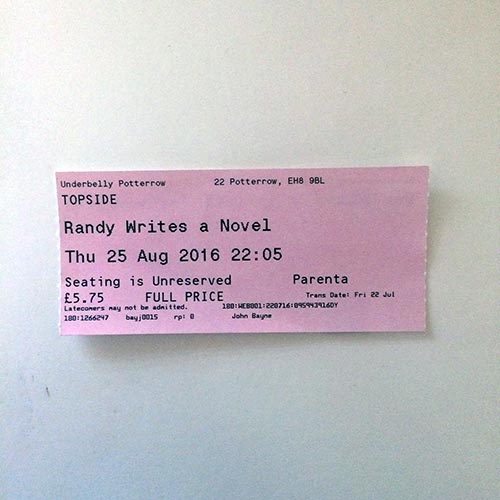 Underbelly Potterrow 22 Potterrow, EH8 9BL
TOPSIDE
Randy Writes a Novel
Thu 25 Aug 2016 22:05
Seating is Unreserved Parenta
£5.75 FULL PRICE Trans Date: Fri 22 Jul
Latecomers may not be admitted. 180:WEB001:220716:095943916DY
180:1266247 bayj0015 rp: 0 John Bayne